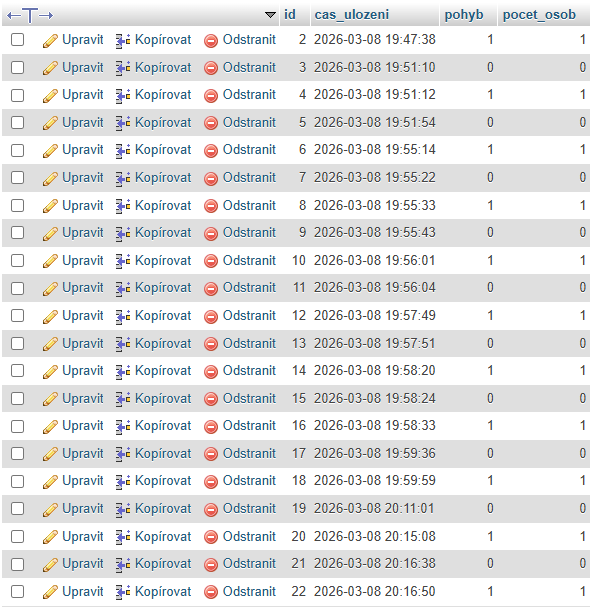 ←T→ id cas_ulozeni pohyb pocet_osob
Upravit Kopírovat Odstranit 2 2026-03-08 19:47:38 1 1
Upravit Kopírovat Odstranit 3 2026-03-08 19:51:10 0 0
Upravit Kopírovat Odstranit 4 2026-03-08 19:51:12 1 1
Upravit Kopírovat Odstranit 5 2026-03-08 19:51:54 0 0
Upravit Kopírovat Odstranit 6 2026-03-08 19:55:14 1 1
Upravit Kopírovat Odstranit 7 2026-03-08 19:55:22 0 0
Upravit Kopírovat Odstranit 8 2026-03-08 19:55:33 1 1
Upravit Kopírovat Odstranit 9 2026-03-08 19:55:43 0 0
Upravit Kopírovat Odstranit 10 2026-03-08 19:56:01 1 1
Upravit Kopírovat Odstranit 11 2026-03-08 19:56:04 0 0
Upravit Kopírovat Odstranit 12 2026-03-08 19:57:49 1 1
Upravit Kopírovat Odstranit 13 2026-03-08 19:57:51 0 0
Upravit Kopírovat Odstranit 14 2026-03-08 19:58:20 1 1
Upravit Kopírovat Odstranit 15 2026-03-08 19:58:24 0 0
Upravit Kopírovat Odstranit 16 2026-03-08 19:58:33 1 1
Upravit Kopírovat Odstranit 17 2026-03-08 19:59:36 0 0
Upravit Kopírovat Odstranit 18 2026-03-08 19:59:59 1 1
Upravit Kopírovat Odstranit 19 2026-03-08 20:11:01 0 0
Upravit Kopírovat Odstranit 20 2026-03-08 20:15:08 1 1
Upravit Kopírovat Odstranit 21 2026-03-08 20:16:38 0 0
Upravit Kopírovat Odstranit 22 2026-03-08 20:16:50 1 1